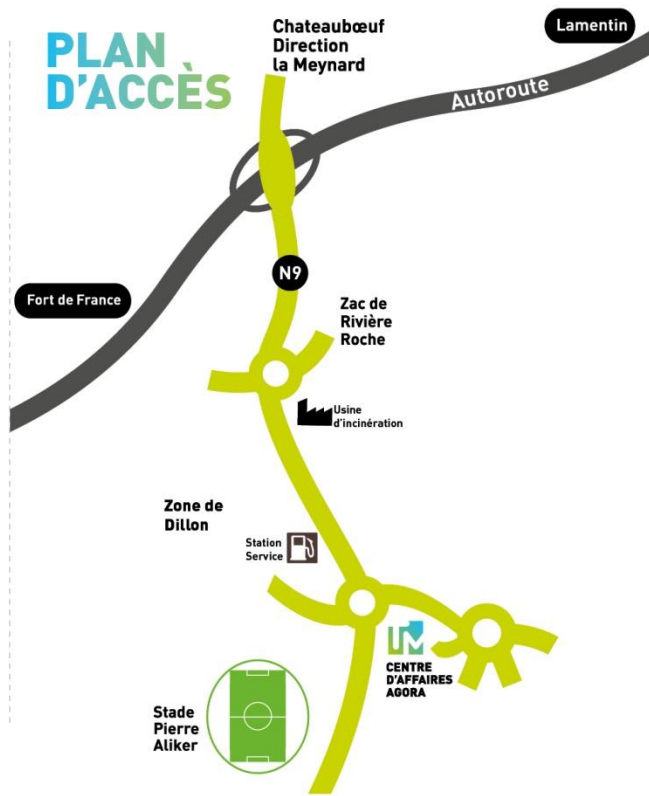 PLAN
D'ACCÈS
Chateaubœuf
Direction
la Meynard
Lamentin
Autoroute
N9
Fort de France
Zac de
Rivière
Roche
Usine
d'incinération
Zone de
Dillon
Station
Service
CENTRE
D'AFFAIRES
AGORA
Stade
Pierre
Aliker